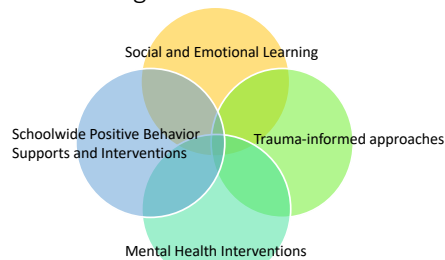 Social and Emotional Learning
Schoolwide Positive Behavior
Supports and Interventions
Trauma-informed approaches
Mental Health Interventions